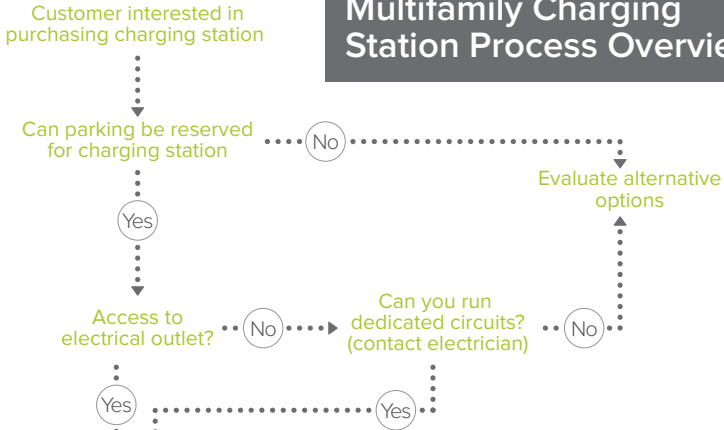 Customer interested in
purchasing charging station
Multifamily Charging
Station Process
Can parking be reserved
for charging station
No
Evaluate alternative
options
Yes
Access to
electrical outlet?
No
Can you run
dedicated circuits?
(contact electrician)
No
Yes
Yes